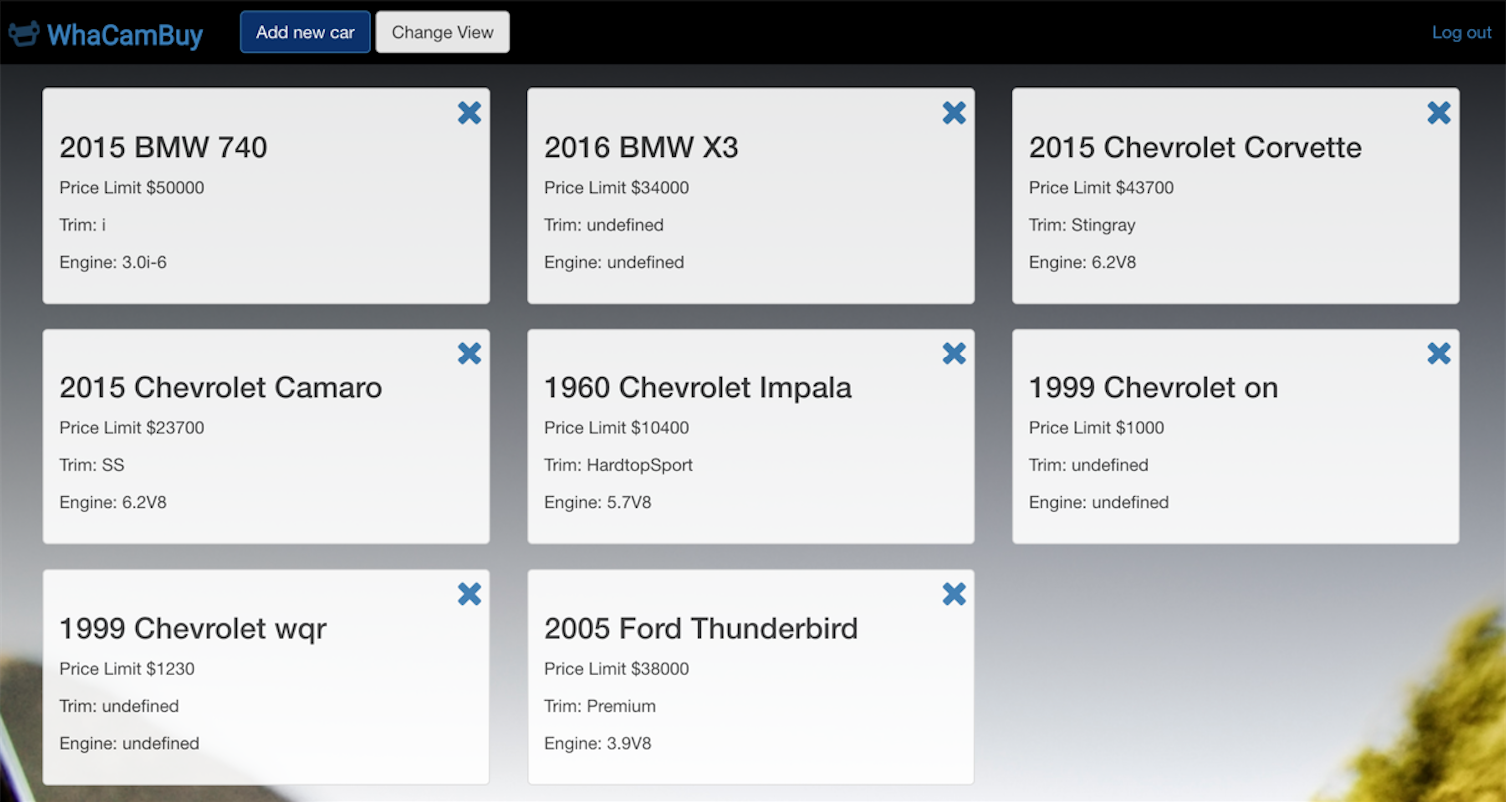 WhaCamBuy
Add new car
Change View
Log out
2015 BMW 740
Price Limit $50000
Trim: i
Engine: 3.0i-6
2016 BMW X3
Price Limit $34000
Trim: undefined
Engine: undefined
2015 Chevrolet Corvette
Price Limit $43700
Trim: Stingray
Engine: 6.2V8
2015 Chevrolet Camaro
Price Limit $23700
Trim: SS
Engine: 6.2V8
1960 Chevrolet Impala
Price Limit $10400
Trim: HardtopSport
Engine: 5.7V8
1999 Chevrolet on
Price Limit $1000
Trim: undefined
Engine: undefined
1999 Chevrolet wqr
Price Limit $1230
Trim: undefined
Engine: undefined
2005 Ford Thunderbird
Price Limit $38000
Trim: Premium
Engine: 3.9V8